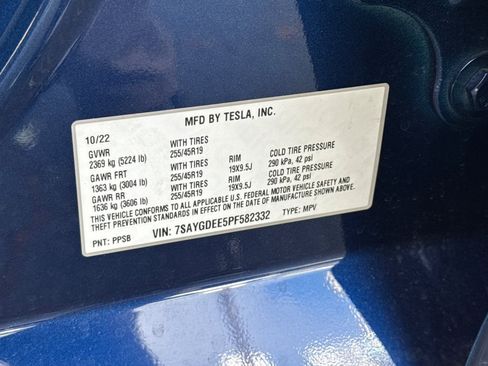 MFD BY TESLA, INC.
10/22
GVWR WITH TIRES RIM COLD TIRE PRESSURE
2369 kg (5224 lb) 255/45R19 19X9.5J 290 kPa, 42 psi
GAWR FRT WITH TIRES
1363 kg (3004 lb) 255/45R19
GAWR RR WITH TIRES RIM COLD TIRE PRESSURE
1636 kg (3606 lb) 255/45R19 19X9.5J 290 kPa, 42 psi
THIS VEHICLE CONFORMS TO ALL APPLICABLE U.S. FEDERAL MOTOR VEHICLE SAFETY AND
THEFT PREVENTION STANDARDS IN EFFECT ON THE DATE OF MANUFACTURE SHOWN ABOVE.
PNT: PPSB VIN: 7SAYGDEE5PF582332 TYPE: MPV.